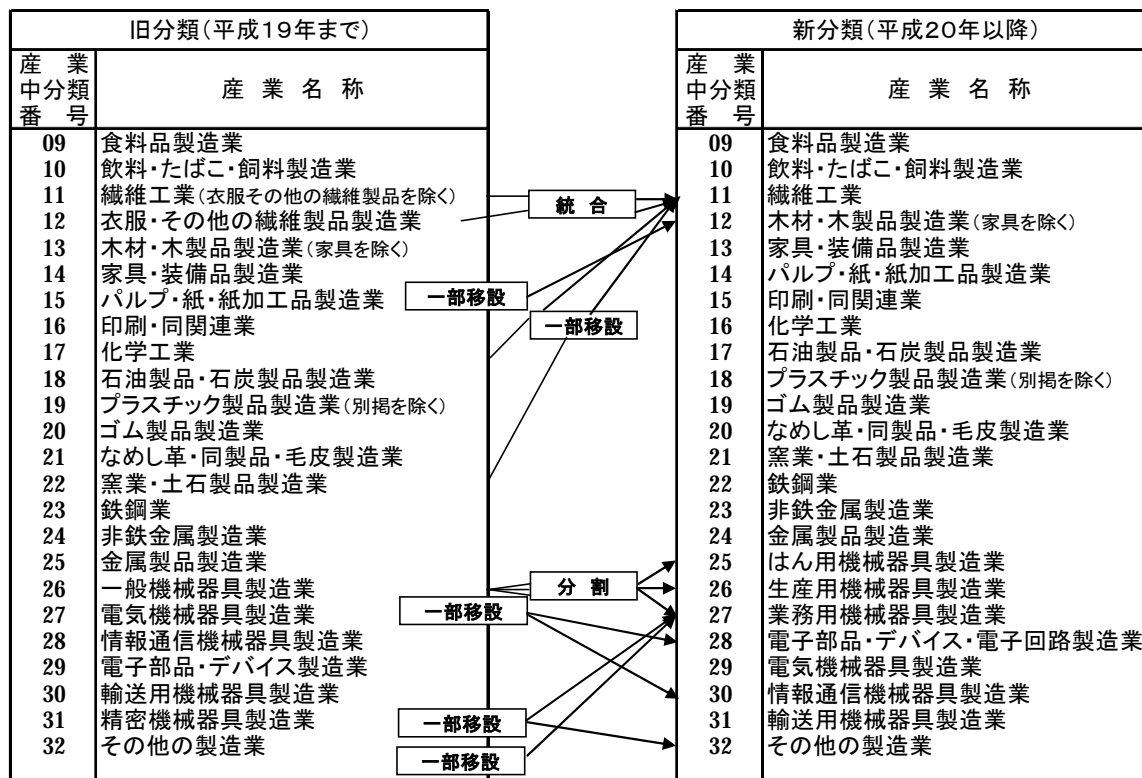 旧分類(平成19年まで)
産 業
中分類
番 号
産 業 名 称
09 食料品製造業
10 飲料・たばこ・飼料製造業
11 繊維工業(衣服その他の繊維製品を除く)
12 衣服・その他の繊維製品製造業
13 木材・木製品製造業(家具を除く)
14 家具・装備品製造業
15 パルプ・紙・紙加工品製造業
16 印刷・同関連業
17 化学工業
18 石油製品・石炭製品製造業
19 プラスチック製品製造業(別掲を除く)
20 ゴム製品製造業
21 なめし革・同製品・毛皮製造業
22 窯業・土石製品製造業
23 鉄鋼業
24 非鉄金属製造業
25 金属製品製造業
26 一般機械器具製造業
27 電気機械器具製造業
28 情報通信機械器具製造業
29 電子部品・デバイス製造業
30 輸送用機械器具製造業
31 精密機械器具製造業
32 その他の製造業
統 合
一部移設
一部移設
分 割
一部移設
一部移設
一部移設
新分類(平成20年以降)
産 業
中分類
番 号
産 業 名 称
09 食料品製造業
10 飲料・たばこ・飼料製造業
11 繊維工業
12 木材・木製品製造業(家具を除く)
13 家具・装備品製造業
14 パルプ・紙・紙加工品製造業
15 印刷・同関連業
16 化学工業
17 石油製品・石炭製品製造業
18 プラスチック製品製造業(別掲を除く)
19 ゴム製品製造業
20 なめし革・同製品・毛皮製造業
21 窯業・土石製品製造業
22 鉄鋼業
23 非鉄金属製造業
24 金属製品製造業
25 はん用機械器具製造業
26 生産用機械器具製造業
27 業務用機械器具製造業
28 電子部品・デバイス・電子回路製造業
29 電気機械器具製造業
30 情報通信機械器具製造業
31 輸送用機械器具製造業
32 その他の製造業